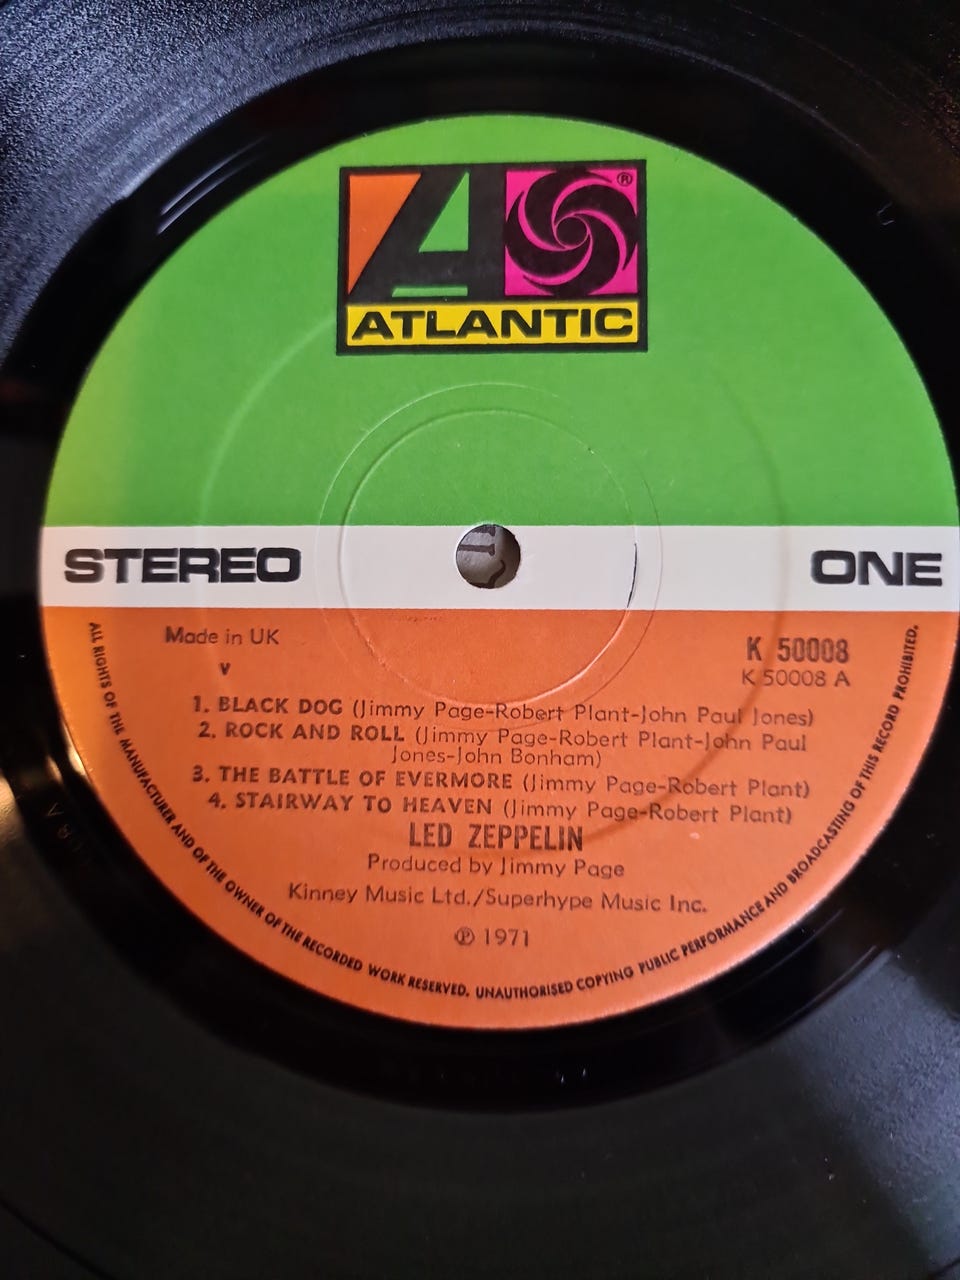 ATLANTIC
STEREO
ONE
Made in UK
V
K 50008
K 50008 A
1. BLACK DOG (Jimmy Page-Robert Plant-John Paul Jones)
2. ROCK AND ROLL (Jimmy Page-Robert Plant-John Paul
Jones-John Bonham)
3. THE BATTLE OF EVERMORE (Jimmy Page-Robert Plant)
4. STAIRWAY TO HEAVEN (Jimmy Page-Robert Plant)
LED ZEPPELIN
Produced by Jimmy Page
Kinney Music Ltd./Superhype Music Inc.
℗ 1971
ALL RIGHTS OF THE MANUFACTURER AND OF THE OWNER OF THE RECORDED WORK RESERVED. UNAUTHORISED COPYING PUBLIC PERFORMANCE AND BROADCASTING OF THIS RECORD PROHIBITED.